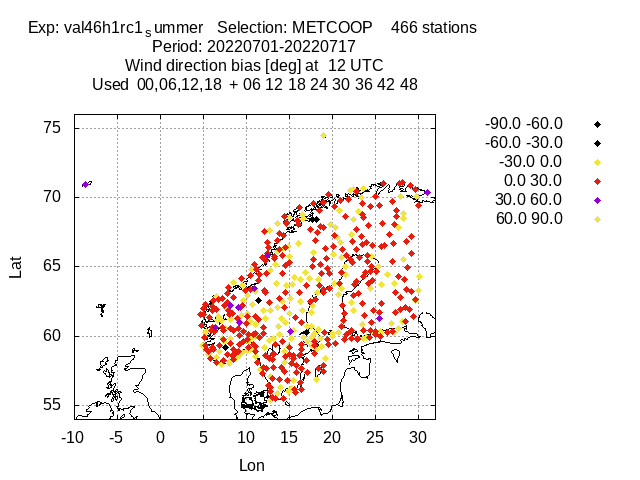 Exp: val46h1rc1summer Selection: METCOOP 466 stations
Period: 20220701-20220717
Wind direction bias [deg] at 12 UTC
Used 00,06,12,18 + 06 12 18 24 30 36 42 48
-90.0 -60.0
-60.0 -30.0
-30.0 0.0
0.0 30.0
30.0 60.0
60.0 90.0
75
70
65
60
55
Lat
-10 -5 0 5 10 15 20 25 30
Lon